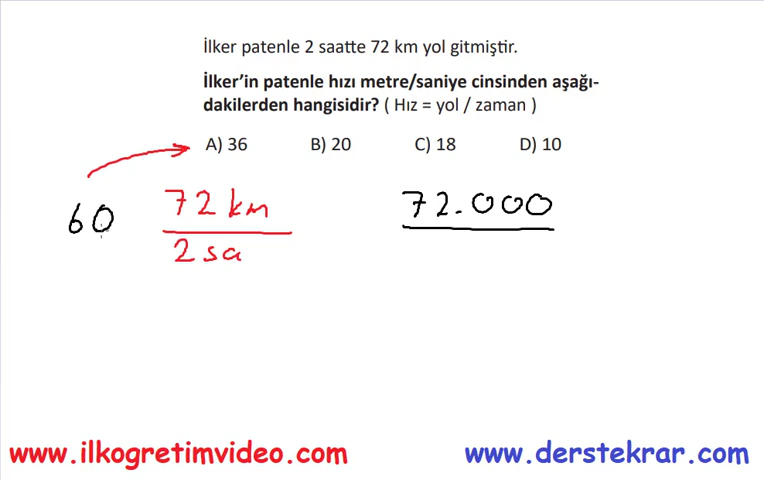 İlker patenle 2 saatte 72 km yol gitmiştir.
İlker'in patenle hızı metre/saniye cinsinden aşağı-
dakilerden hangisidir? ( Hız = yol / zaman )
A) 36 B) 20 C) 18 D) 10
60 72 km 72.000
2 sa
www.ilkogretimvideo.com www.derstekrar.com